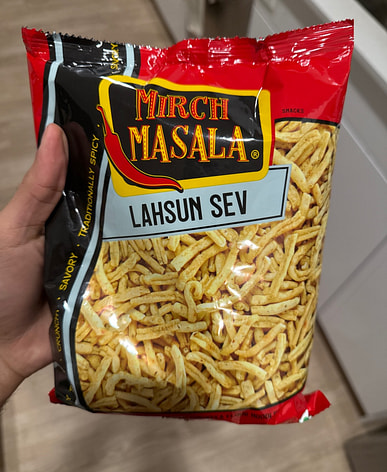 SNACKS
MIRCH
MASALA®
LAHSUN SEV
CRUNCHY • SAVORY • TRADITIONALLY SPICY